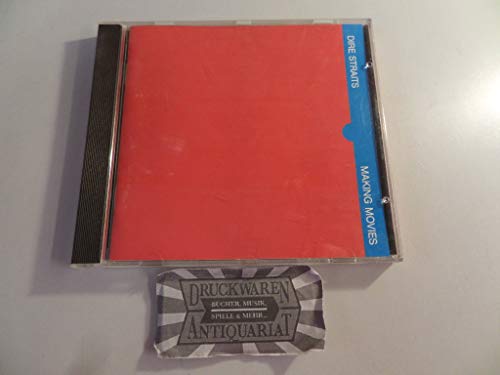 DIRE STRAITS
MAKING MOVIES
DRUCKWAREN
BÜCHER, MUSIK,
SPIELE & MEHR...
ANTIQUARIAT